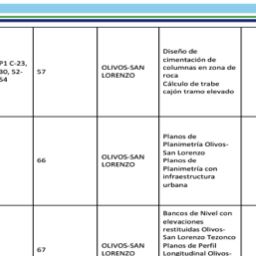 P1 C-23,
30, 52-
54
57
OLIVOS-SAN
LORENZO
Diseño de
cimentación de
columnas en zona de
roca
Cálculo de trabe
cajón tramo elevado
66
OLIVOS-SAN
LORENZO
Planos de
Planimetría Olivos-
San Lorenzo
Planos de
Planimetría con
infraestructura
urbana
67
OLIVOS-SAN
LORENZO
Bancos de Nivel con
elevaciones
restituidas Olivos-
San Lorenzo Tezonco
Planos de Perfil
Longitudinal Olivos-